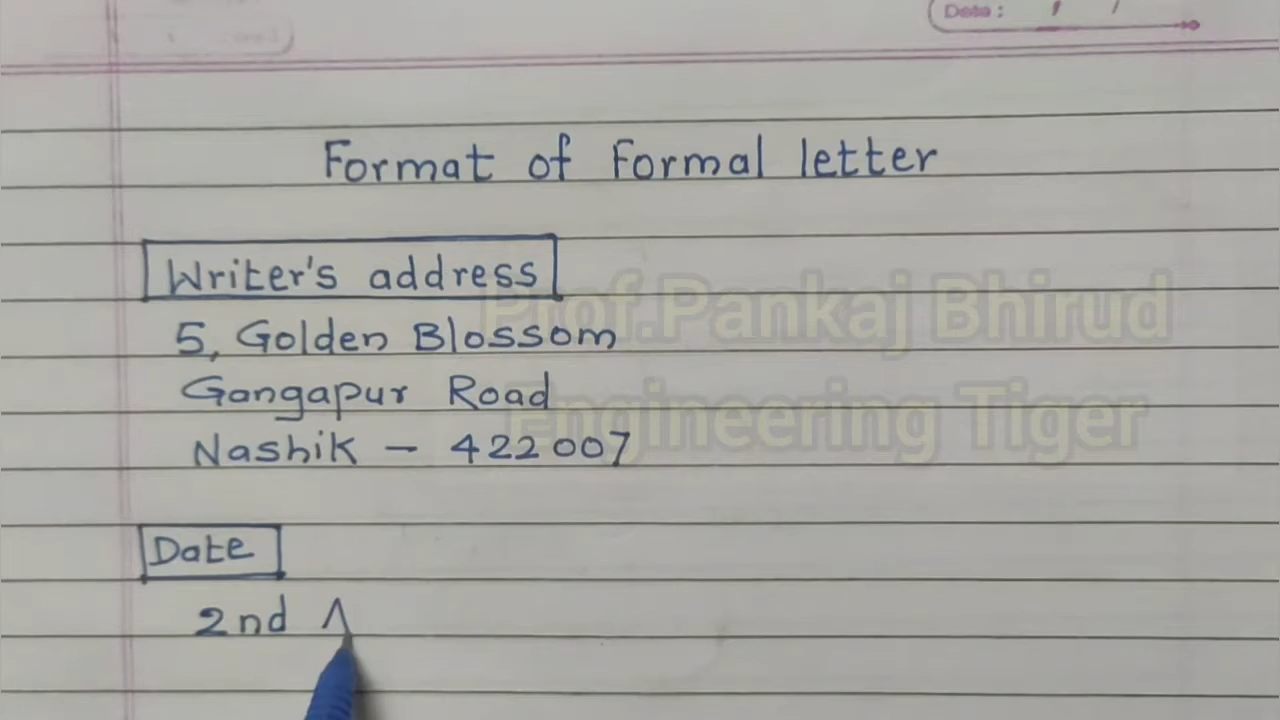 Date: / /
Format of Formal letter
Writer's address
5, Golden Blossom
Gangapur Road
Nashik - 422007
Date
2nd
Prof.Pankaj Bhirud
Engineering Tiger